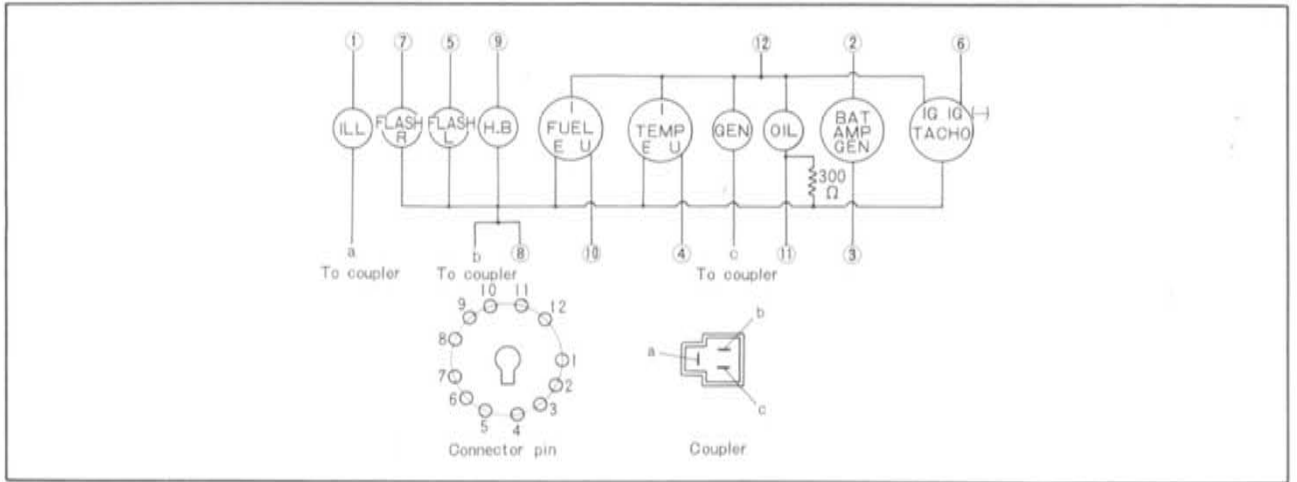 ① ⑦ ⑤ ⑨ ⑫ ② ⑥
ILL
FLASH R
FLASH L
H.B
I FUEL E U
I TEMP E U
GEN
OIL
BAT AMP GEN
IG IG (−) TACHO
300 Ω
a b ⑧ ⑩ ④ c ⑪ ③
To coupler To coupler To coupler
10 11
9 12
8
1
7 2
6 3
5 4
Connector pin
b
a
c
Coupler